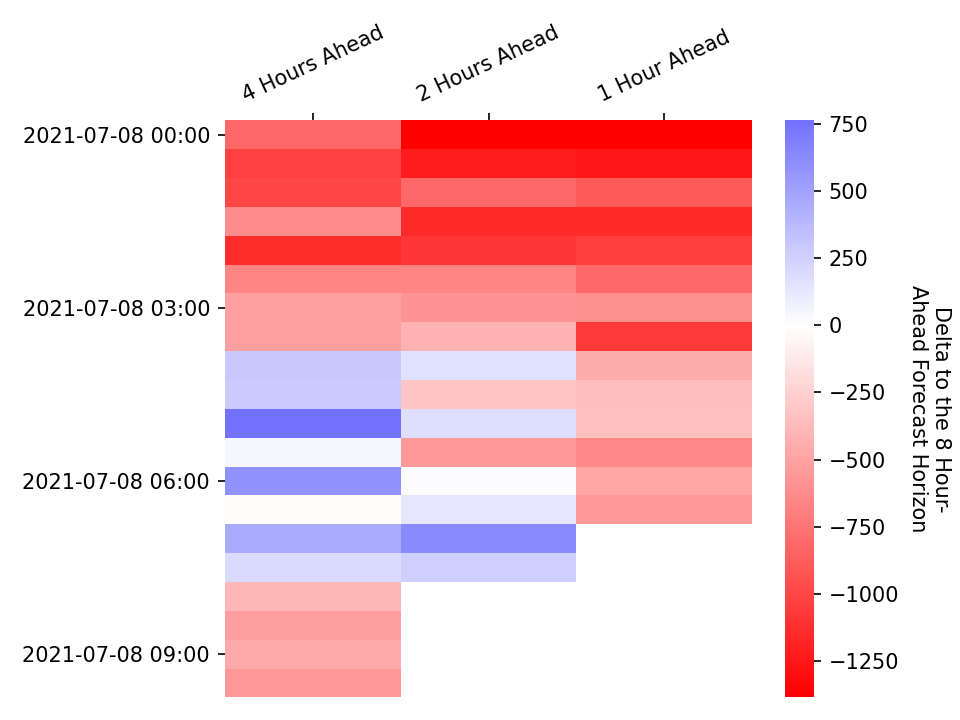 4 Hours Ahead
2 Hours Ahead
1 Hour Ahead
2021-07-08 00:00
2021-07-08 03:00
2021-07-08 06:00
2021-07-08 09:00
750
500
250
0
−250
−500
−750
−1000
−1250
Delta to the 8 Hour-
Ahead Forecast Horizon